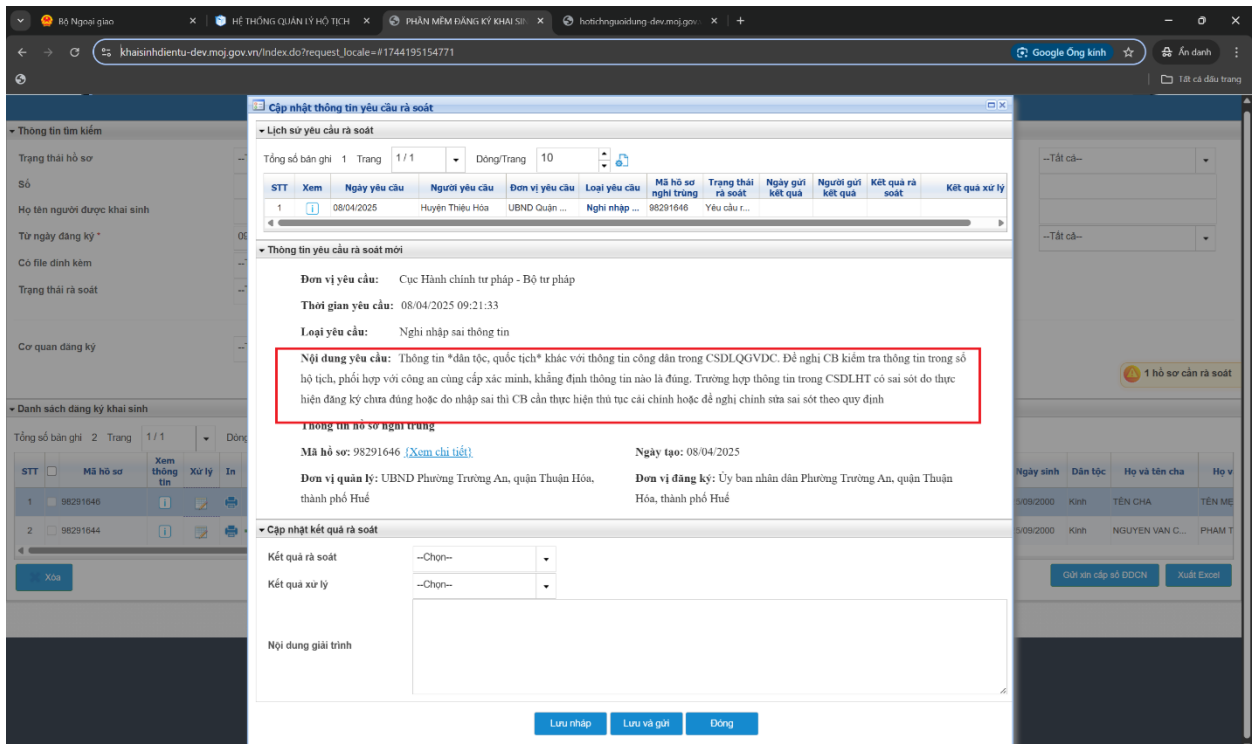 Bộ Ngoại giao
HỆ THỐNG QUẢN LÝ HỘ TỊCH
PHẦN MỀM ĐĂNG KÝ KHAI SIN
hotichnguoidung-dev.moj.gov.
khaisinhdientu-dev.moj.gov.vn/Index.do?request_locale=#1744195154771
Google Ống kính
Ẩn danh
Tất cả dấu trang
Thông tin tìm kiếm
Trạng thái hồ sơ
Số
Họ tên người được khai sinh
Từ ngày đăng ký *
Có file đính kèm
Trạng thái rà soát
Cơ quan đăng ký
--Tất cả--
--Tất cả--
1 hồ sơ cần rà soát
Danh sách đăng ký khai sinh
Tổng số bản ghi 2 Trang 1/1 Dòng
STT Mã hồ sơ Xem thông tin Xử lý In
1 98291646
2 98291644
Xóa
Ngày sinh Dân tộc Họ và tên cha Họ v
5/09/2000 Kinh TÊN CHA TÊN MẸ
5/09/2000 Kinh NGUYEN VAN C... PHAM T
Gửi xin cấp số ĐDCN Xuất Excel
Cập nhật thông tin yêu cầu rà soát
Lịch sử yêu cầu rà soát
Tổng số bản ghi 1 Trang 1/1 Dòng/Trang 10
STT Xem Ngày yêu cầu Người yêu cầu Đơn vị yêu cầu Loại yêu cầu Mã hồ sơ nghi trùng Trạng thái rà soát Ngày gửi kết quả Người gửi kết quả Kết quả rà soát Kết quả xử lý
1 08/04/2025 Huyện Thiệu Hóa UBND Quận ... Nghi nhập ... 98291646 Yêu cầu r...
Thông tin yêu cầu rà soát mới
Đơn vị yêu cầu: Cục Hành chính tư pháp - Bộ tư pháp
Thời gian yêu cầu: 08/04/2025 09:21:33
Loại yêu cầu: Nghi nhập sai thông tin
Nội dung yêu cầu: Thông tin *dân tộc, quốc tịch* khác với thông tin công dân trong CSDLQGVDC. Đề nghị CB kiểm tra thông tin trong sổ
hộ tịch, phối hợp với công an cùng cấp xác minh, khẳng định thông tin nào là đúng. Trường hợp thông tin trong CSDLHT có sai sót do thực
hiện đăng ký chưa đúng hoặc do nhập sai thì CB cần thực hiện thủ tục cải chính hoặc đề nghị chỉnh sửa sai sót theo quy định
Thông tin hồ sơ nghi trùng
Mã hồ sơ: 98291646 {Xem chi tiết} Ngày tạo: 08/04/2025
Đơn vị quản lý: UBND Phường Trường An, quận Thuận Hóa,
thành phố Huế
Đơn vị đăng ký: Ủy ban nhân dân Phường Trường An, quận Thuận
Hóa, thành phố Huế
Cập nhật kết quả rà soát
Kết quả rà soát --Chọn--
Kết quả xử lý --Chọn--
Nội dung giải trình
Lưu nháp Lưu và gửi Đóng